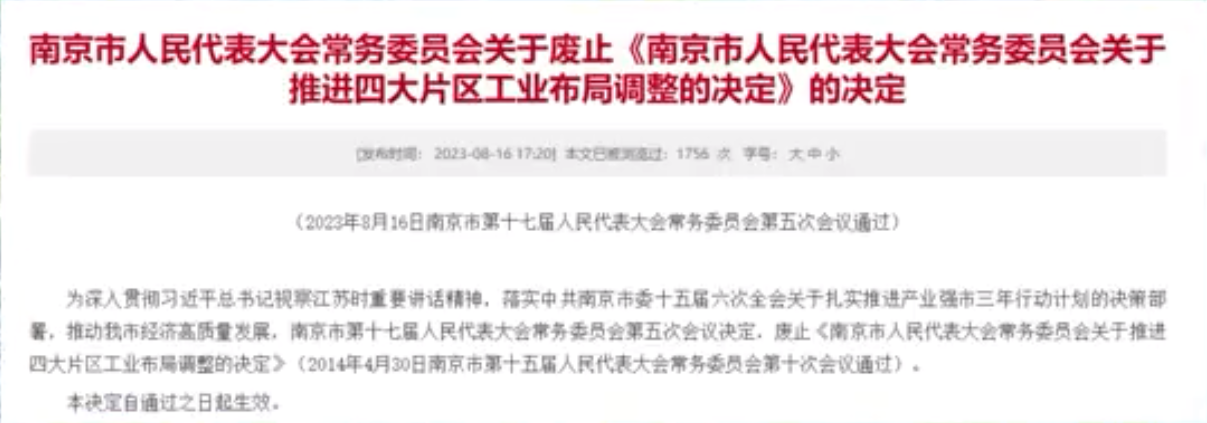 南京市人民代表大会常务委员会关于废止《南京市人民代表大会常务委员会关于
推进四大片区工业布局调整的决定》的决定
[发布时间： 2023-08-16 17:20] 本文已被浏览过：1756 次 字号：大 中 小
（2023年8月16日南京市第十七届人民代表大会常务委员会第五次会议通过）
为深入贯彻习近平总书记视察江苏时重要讲话精神，落实中共南京市委十五届六次全会关于扎实推进产业强市三年行动计划的决策部
署，推动我市经济高质量发展，南京市第十七届人民代表大会常务委员会第五次会议决定，废止《南京市人民代表大会常务委员会关于推进
四大片区工业布局调整的决定》（2014年4月30日南京市第十五届人民代表大会常务委员会第十次会议通过）。
本决定自通过之日起生效。